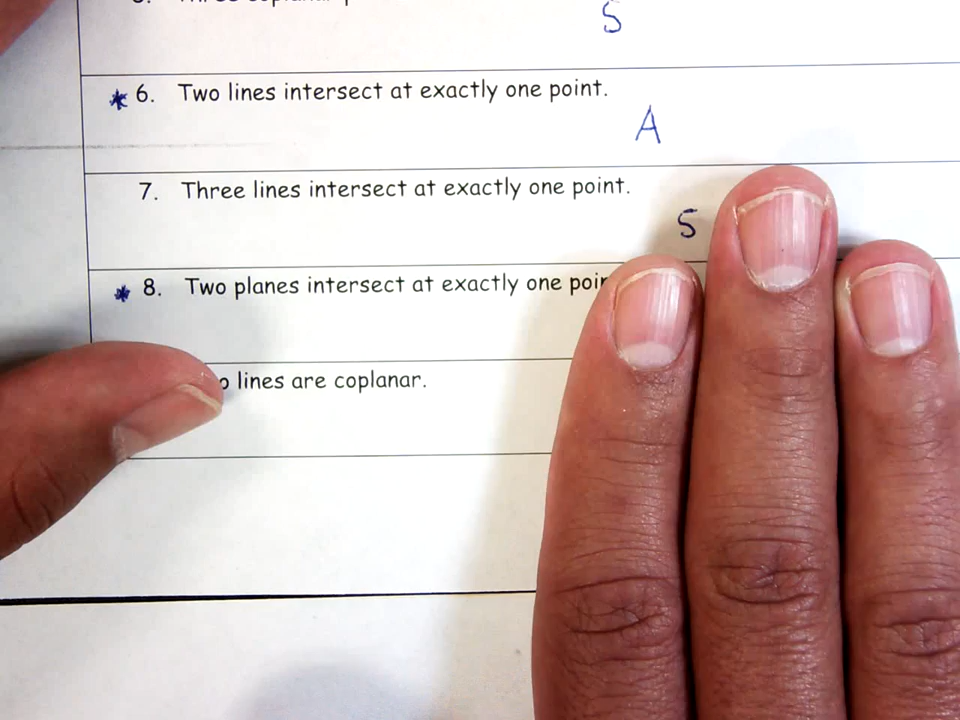 S
* 6. Two lines intersect at exactly one point.
A
7. Three lines intersect at exactly one point.
S
* 8. Two planes intersect at exactly one
lines are coplanar.